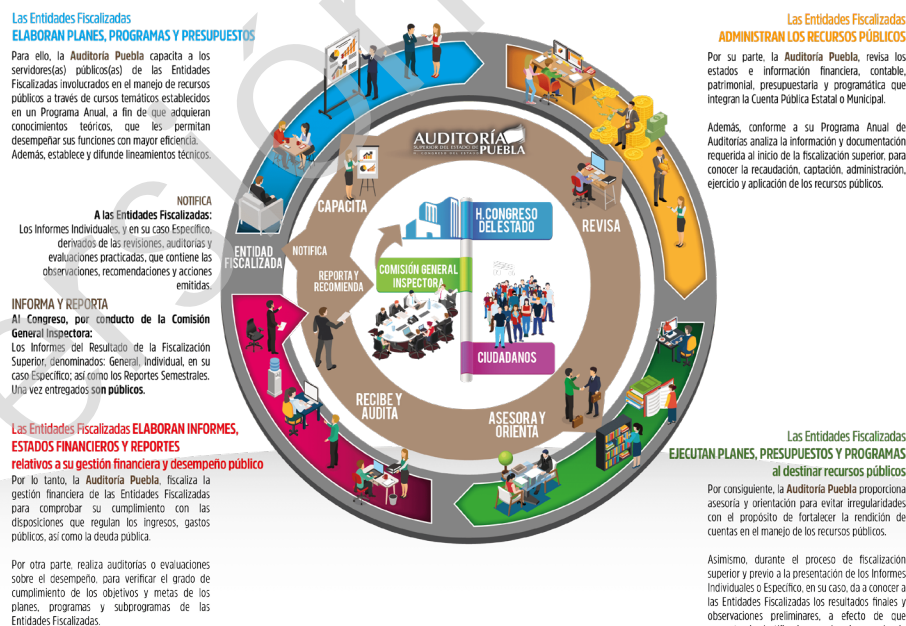 Las Entidades Fiscalizadas
ELABORAN PLANES, PROGRAMAS Y PRESUPUESTOS
Para ello, la Auditoría Puebla capacita a los
servidores(as) públicos(as) de las Entidades
Fiscalizadas involucrados en el manejo de recursos
públicos a través de cursos temáticos establecidos
en un Programa Anual, a fin de que adquieran
conocimientos teóricos, que les permitan
desempeñar sus funciones con mayor eficiencia.
Además, establece y difunde lineamientos técnicos.
NOTIFICA
A las Entidades Fiscalizadas:
Los Informes Individuales, y en su caso Específico,
derivados de las revisiones, auditorías y
evaluaciones practicadas, que contiene las
observaciones, recomendaciones y acciones
emitidas.
INFORMA Y REPORTA
Al Congreso, por conducto de la Comisión
General Inspectora:
Los Informes del Resultado de la Fiscalización
Superior, denominados: General, Individual, en su
caso Específico; así como los Reportes Semestrales.
Una vez entregados son públicos.
Las Entidades Fiscalizadas ELABORAN INFORMES,
ESTADOS FINANCIEROS Y REPORTES
relativos a su gestión financiera y desempeño público
Por lo tanto, la Auditoría Puebla, fiscaliza la
gestión financiera de las Entidades Fiscalizadas
para comprobar su cumplimiento con las
disposiciones que regulan los ingresos, gastos
públicos, así como la deuda pública.
Por otra parte, realiza auditorías o evaluaciones
sobre el desempeño, para verificar el grado de
cumplimiento de los objetivos y metas de los
planes, programas y subprogramas de las
Entidades Fiscalizadas.
AUDITORÍA
SUPERIOR DEL ESTADO DE
PUEBLA
H. CONGRESO DEL ESTADO
CAPACITA
REVISA
ENTIDAD
FISCALIZADA
NOTIFICA
REPORTA Y
RECOMIENDA
H. CONGRESO
DEL ESTADO
COMISIÓN GENERAL
INSPECTORA
CIUDADANOS
RECIBE Y
AUDITA
ASESORA Y
ORIENTA
Las Entidades Fiscalizadas
ADMINISTRAN LOS RECURSOS PÚBLICOS
Por su parte, la Auditoría Puebla, revisa los
estados e información financiera, contable,
patrimonial, presupuestaria y programática que
integran la Cuenta Pública Estatal o Municipal.
Además, conforme a su Programa Anual de
Auditorías analiza la información y documentación
requerida al inicio de la fiscalización superior, para
conocer la recaudación, captación, administración,
ejercicio y aplicación de los recursos públicos.
Las Entidades Fiscalizadas
EJECUTAN PLANES, PRESUPUESTOS Y PROGRAMAS
al destinar recursos públicos
Por consiguiente, la Auditoría Puebla proporciona
asesoría y orientación para evitar irregularidades
con el propósito de fortalecer la rendición de
cuentas en el manejo de los recursos públicos.
Asimismo, durante el proceso de fiscalización
superior y previo a la presentación de los Informes
Individuales o Específico, en su caso, da a conocer a
las Entidades Fiscalizadas los resultados finales y
observaciones preliminares, a efecto de que